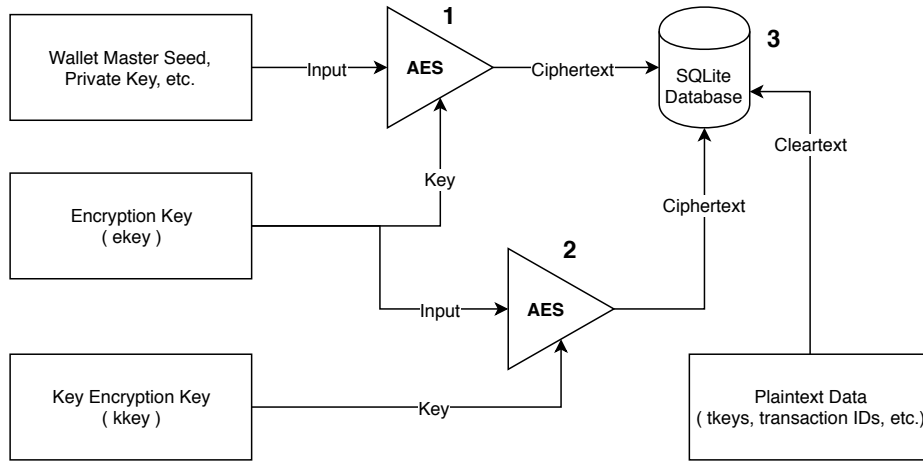 1
3
Wallet Master Seed,
Private Key, etc.
Input
AES
Ciphertext
SQLite
Database
Cleartext
Key
Ciphertext
Encryption Key
( ekey )
2
Input
AES
Key Encryption Key
( kkey )
Key
Plaintext Data
( tkeys, transaction IDs, etc.)